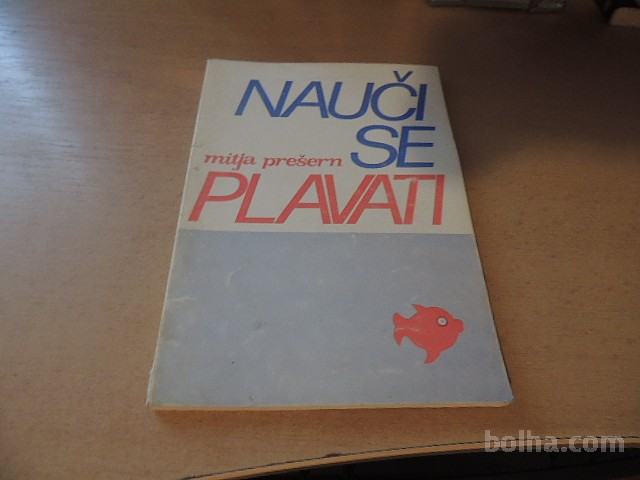 NAUČI
SE
mitja prešern
PLAVATI
bolha.com